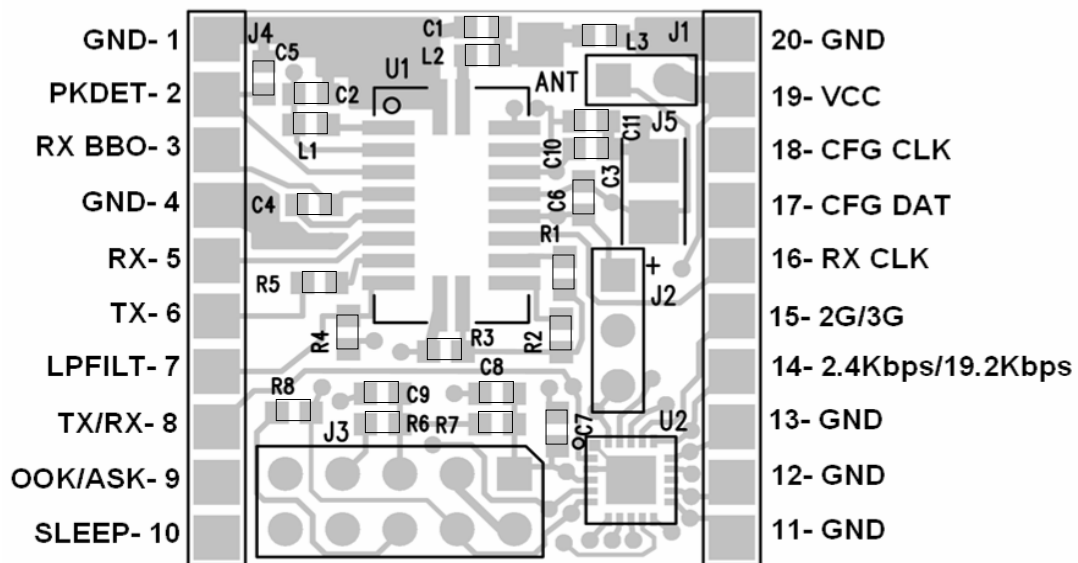 GND- 1
PKDET- 2
RX BBO- 3
GND- 4
RX- 5
TX- 6
LPFILT- 7
TX/RX- 8
OOK/ASK- 9
SLEEP- 10
J4
C5
C2
L1
C4
R5
R4
R8
U1
C1
L2
ANT
L3
J1
J5
C11
C10
C3
C6
R1
+
J2
R2
R3
C8
C9
R6
R7
C7
U2
J3
20- GND
19- VCC
18- CFG CLK
17- CFG DAT
16- RX CLK
15- 2G/3G
14- 2.4Kbps/19.2Kbps
13- GND
12- GND
11- GND